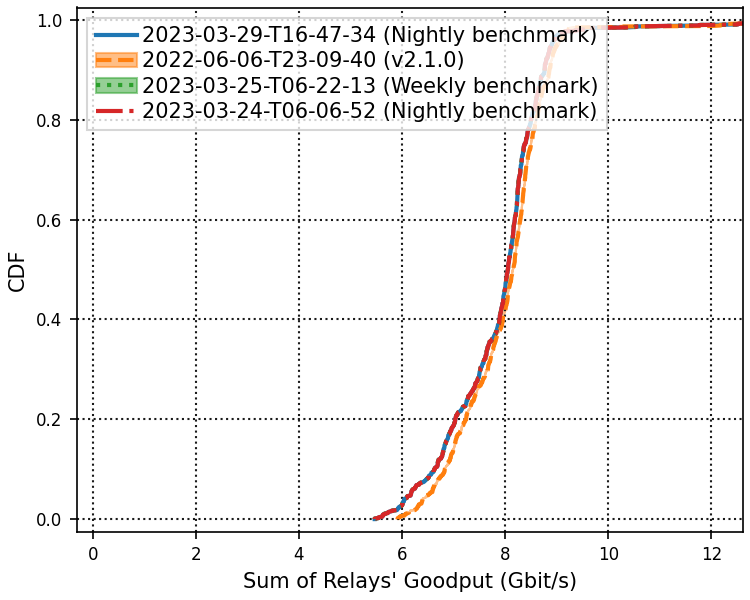 2023-03-29-T16-47-34 (Nightly benchmark)
2022-06-06-T23-09-40 (v2.1.0)
2023-03-25-T06-22-13 (Weekly benchmark)
2023-03-24-T06-06-52 (Nightly benchmark)
1.0
0.8
0.6
0.4
0.2
0.0
CDF
0 2 4 6 8 10 12
Sum of Relays' Goodput (Gbit/s)